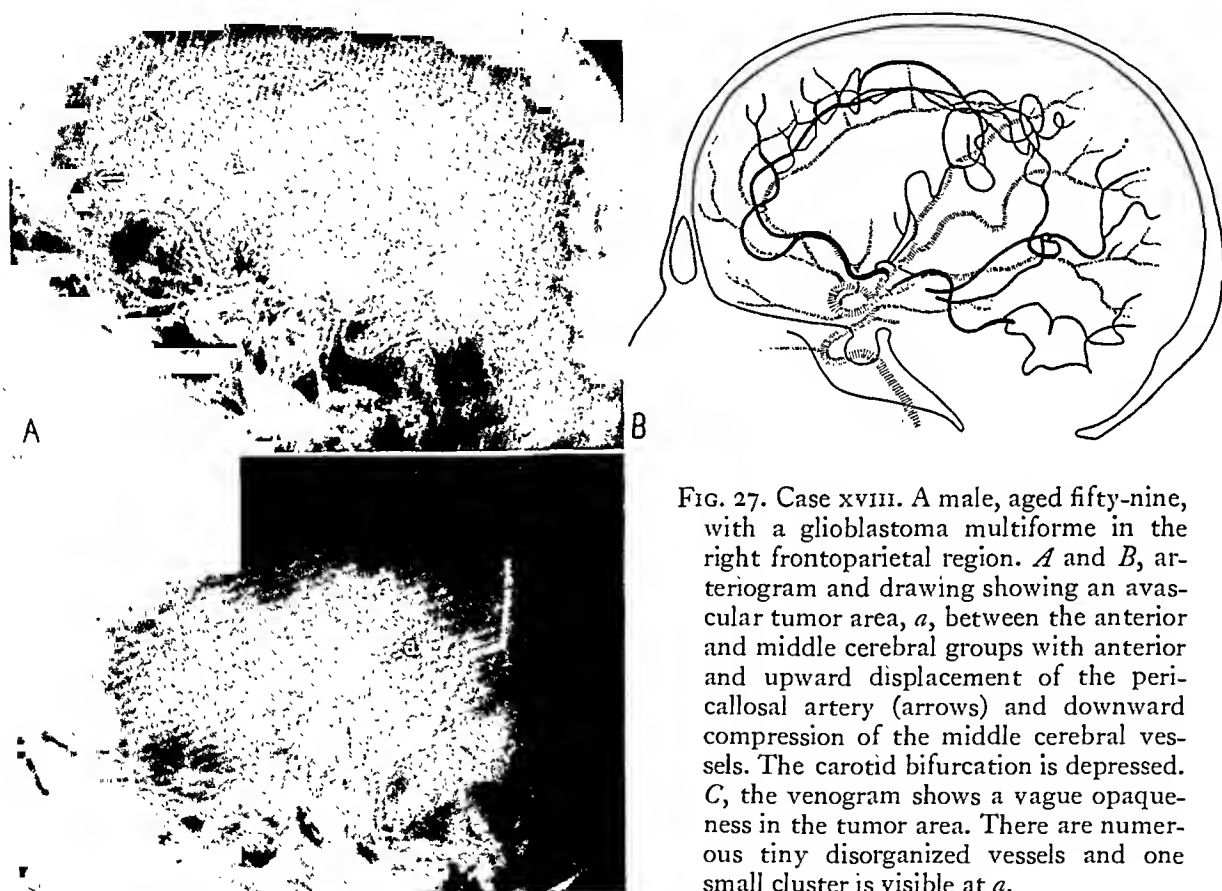 A
B
a
FIG. 27. Case XVIII. A male, aged fifty-nine,
with a glioblastoma multiforme in the
right frontoparietal region. A and B, ar-
teriogram and drawing showing an avas-
cular tumor area, a, between the anterior
and middle cerebral groups with anterior
and upward displacement of the peri-
callosal artery (arrows) and downward
compression of the middle cerebral ves-
sels. The carotid bifurcation is depressed.
C, the venogram shows a vague opaque-
ness in the tumor area. There are numer-
ous tiny disorganized vessels and one
small cluster is visible at a.